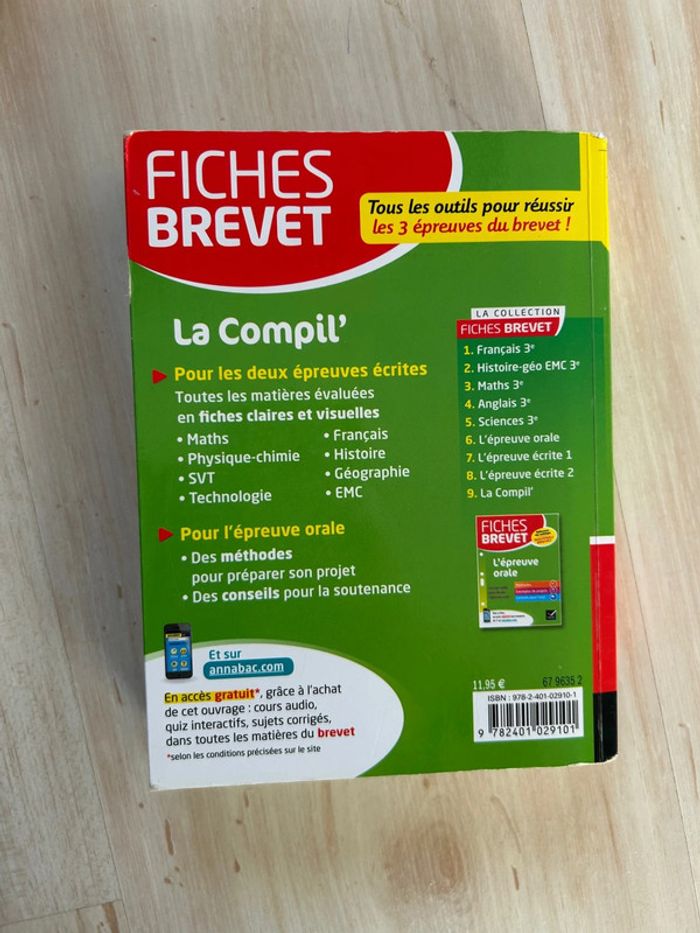 FICHES
BREVET
Tous les outils pour réussir
les 3 épreuves du brevet !
La Compil'
Pour les deux épreuves écrites
Toutes les matières évaluées
en fiches claires et visuelles
• Maths
• Physique-chimie
• SVT
• Technologie
• Français
• Histoire
• Géographie
• EMC
Pour l'épreuve orale
• Des méthodes
pour préparer son projet
• Des conseils pour la soutenance
LA COLLECTION
FICHES BREVET
1. Français 3e
2. Histoire-géo EMC 3e
3. Maths 3e
4. Anglais 3e
5. Sciences 3e
6. L'épreuve orale
7. L'épreuve écrite 1
8. L'épreuve écrite 2
9. La Compil'
FICHES
BREVET
L'épreuve
orale
Et sur
annabac.com
En accès gratuit*, grâce à l'achat
de cet ouvrage : cours audio,
quiz interactifs, sujets corrigés,
dans toutes les matières du brevet
*selon les conditions précisées sur le site
11,95 €
67 9635 2
ISBN : 978-2-401-02910-1
9 782401 029101